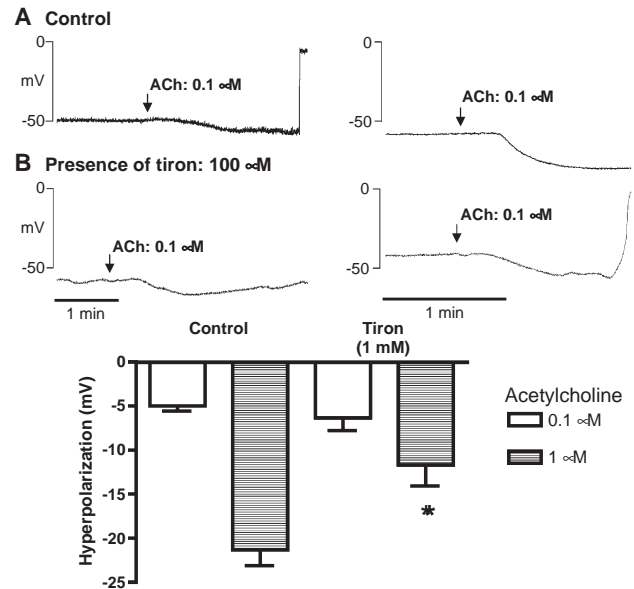 A Control
0
mV
-50
ACh: 0.1 ∝M
0
-50
ACh: 0.1 ∝M
B Presence of tiron: 100 ∝M
0
mV
-50
ACh: 0.1 ∝M
1 min
0
-50
ACh: 0.1 ∝M
1 min
Control
Tiron
(1 mM)
Hyperpolarization (mV)
0
-5
-10
-15
-20
-25
*
Acetylcholine
0.1 ∝M
1 ∝M